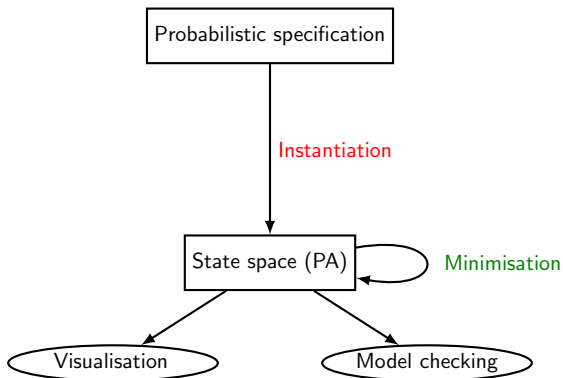 Probabilistic specification
Instantiation
State space (PA)
Minimisation
Visualisation
Model checking